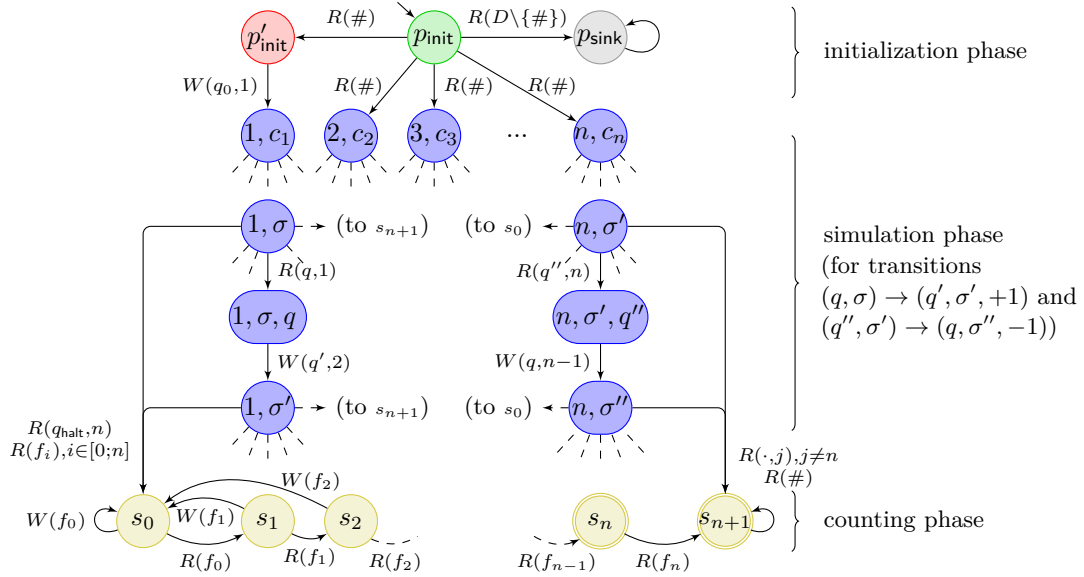 R(#) R(D\{#})
p′init pinit psink
initialization phase
W(q0,1) R(#) R(#) R(#)
1, c1 2, c2 3, c3 ... n, cn
1, σ (to sn+1) (to s0) n, σ′
simulation phase
(for transitions
(q, σ) → (q′, σ′, +1) and
(q′′, σ′) → (q, σ′′, −1))
R(q,1) R(q′′,n)
1, σ, q n, σ′, q′′
W(q′,2) W(q,n−1)
1, σ′ (to sn+1) (to s0) n, σ′′
R(qhalt,n)
R(fi),i∈[0;n]
R(·,j),j≠n
R(#)
W(f2)
W(f0) s0 W(f1) s1 s2 sn sn+1
counting phase
R(f0) R(f1) R(f2) R(fn−1) R(fn)